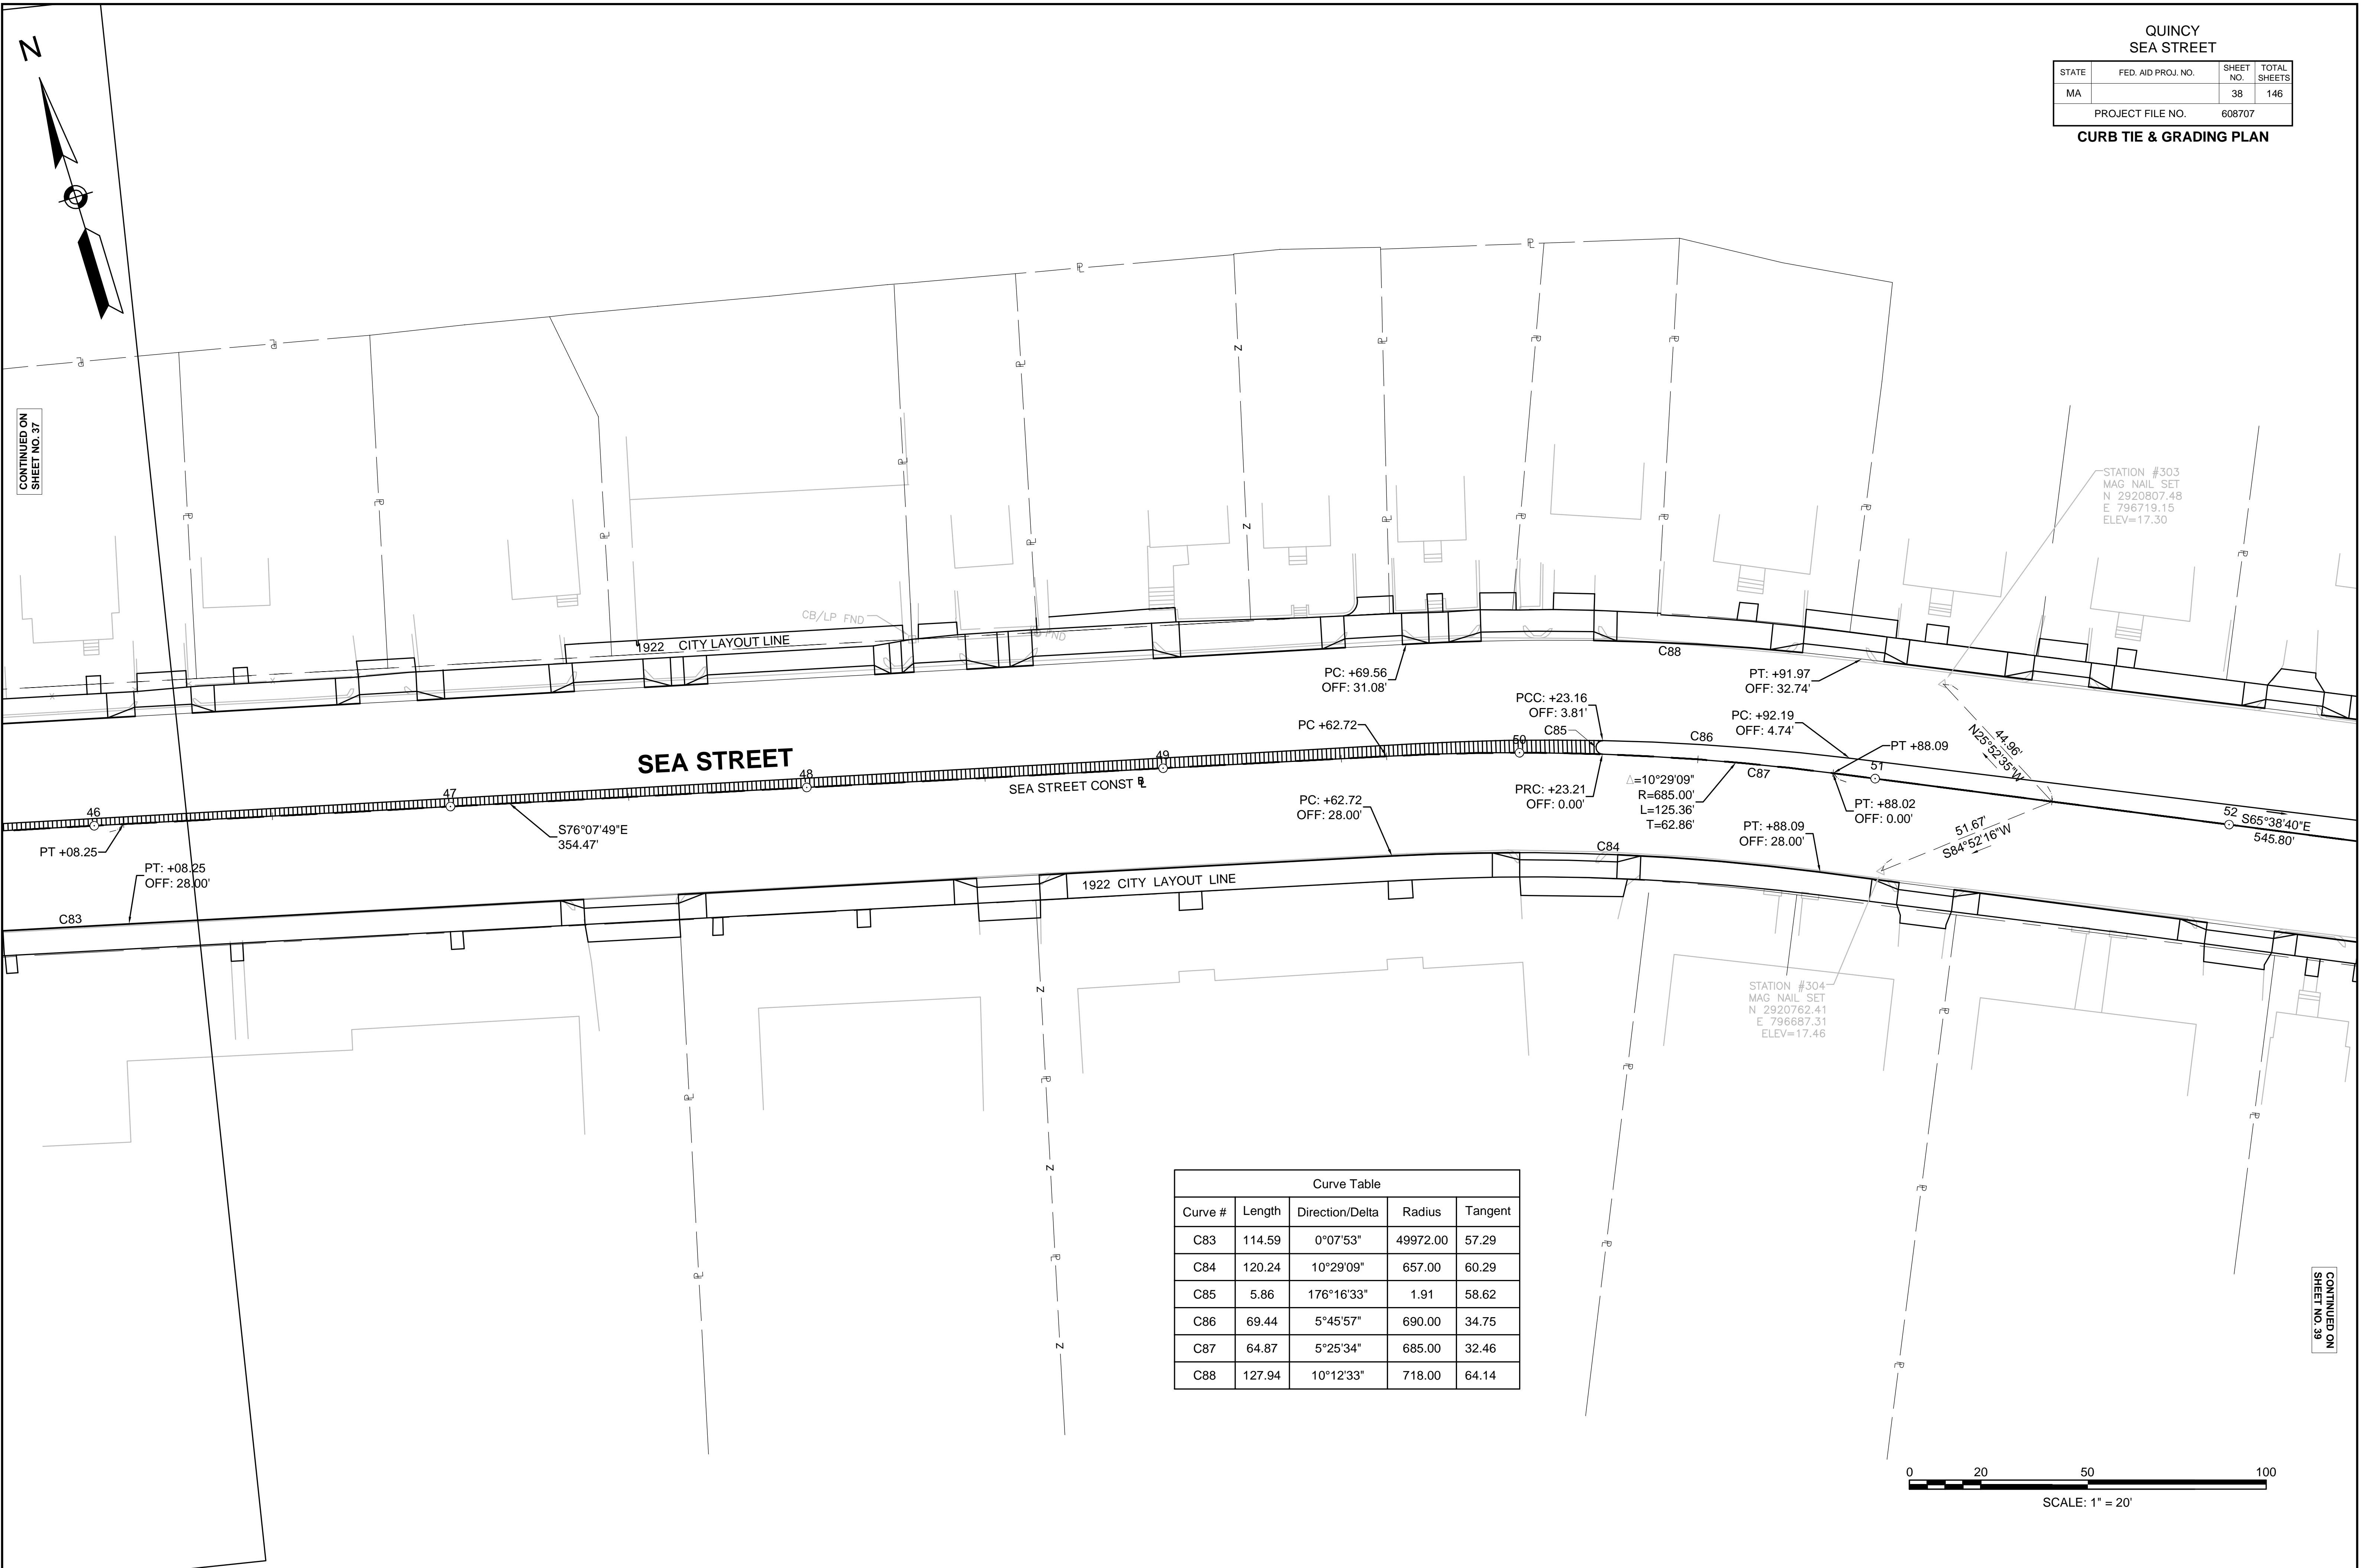 QUINCY
SEA STREET
STATE FED. AID PROJ. NO. SHEET NO. TOTAL SHEETS
MA 38 146
PROJECT FILE NO. 608707
CURB TIE & GRADING PLAN
N
CONTINUED ON
SHEET NO. 37
STATION #303
MAG NAIL SET
N 2920807.48
E 796719.15
ELEV=17.30
CB/LP FND
FND
1922 CITY LAYOUT LINE
C88
PC: +69.56
OFF: 31.08'
PT: +91.97
OFF: 32.74'
PCC: +23.16
OFF: 3.81'
C85
PC +62.72
C86
PC: +92.19
OFF: 4.74'
PT +88.09
44.96'
N25°52'35"W
SEA STREET
46
47
48
49
50
51
52
SEA STREET CONST BL
S76°07'49"E
354.47'
PT +08.25
PT: +08.25
OFF: 28.00'
C83
PC: +62.72
OFF: 28.00'
PRC: +23.21
OFF: 0.00'
Δ=10°29'09"
R=685.00'
L=125.36'
T=62.86'
C87
PT: +88.02
OFF: 0.00'
PT: +88.09
OFF: 28.00'
C84
51.67'
S84°52'16"W
S65°38'40"E
545.80'
1922 CITY LAYOUT LINE
STATION #304
MAG NAIL SET
N 2920762.41
E 796687.31
ELEV=17.46
Curve Table
Curve # Length Direction/Delta Radius Tangent
C83 114.59 0°07'53" 49972.00 57.29
C84 120.24 10°29'09" 657.00 60.29
C85 5.86 176°16'33" 1.91 58.62
C86 69.44 5°45'57" 690.00 34.75
C87 64.87 5°25'34" 685.00 32.46
C88 127.94 10°12'33" 718.00 64.14
CONTINUED ON
SHEET NO. 39
0 20 50 100
SCALE: 1" = 20'